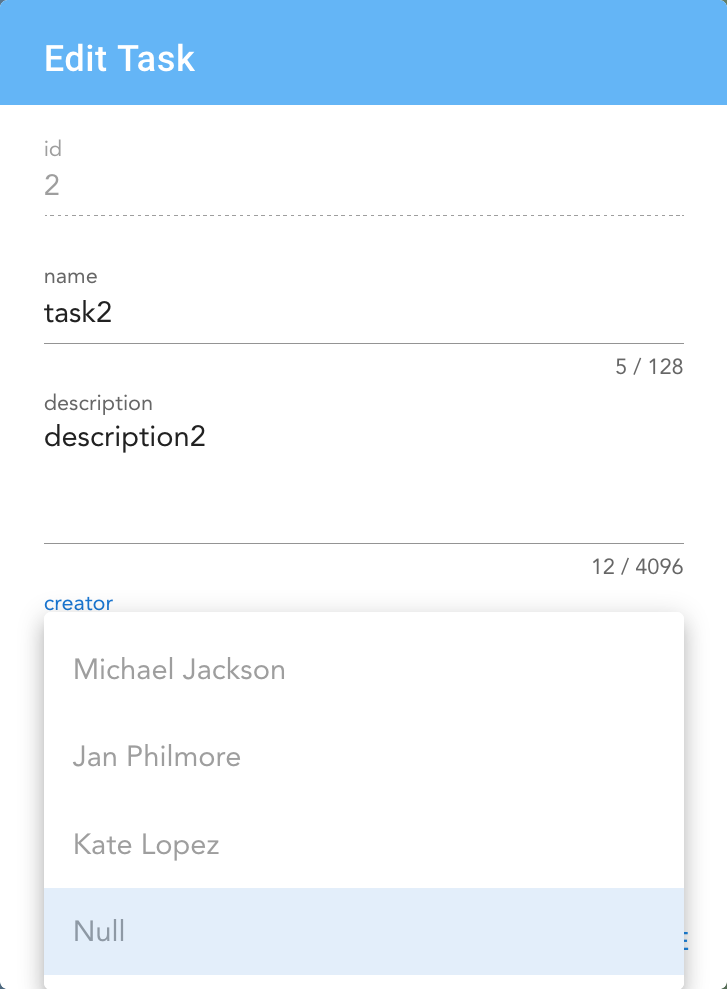 Edit Task
id
2
name
task2
5 / 128
description
description2
12 / 4096
creator
Michael Jackson
Jan Philmore
Kate Lopez
Null